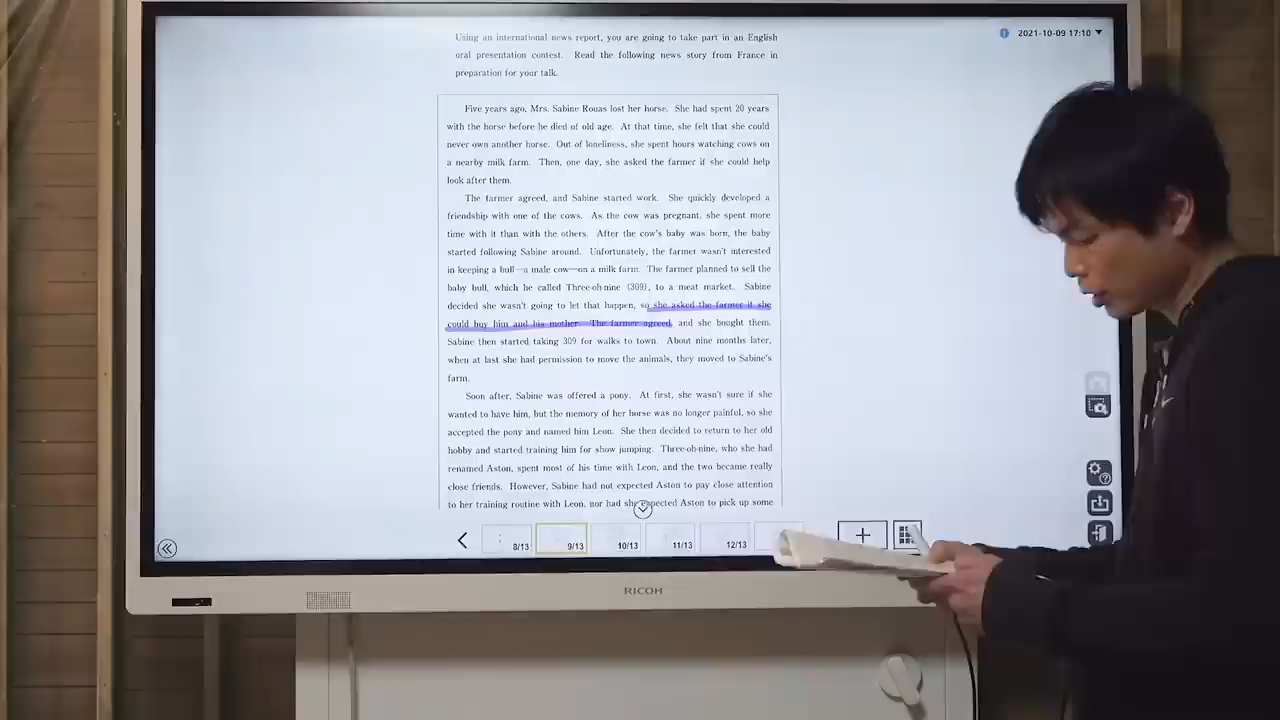 Using an international news report, you are going to take part in an English
oral presentation contest. Read the following news story from France in
preparation for your talk.
2021-10-09 17:10
Five years ago, Mrs. Sabine Rouas lost her horse. She had spent 20 years
with the horse before he died of old age. At that time, she felt that she could
never own another horse. Out of loneliness, she spent hours watching cows on
a nearby milk farm. Then, one day, she asked the farmer if she could help
look after them.
The farmer agreed, and Sabine started work. She quickly developed a
friendship with one of the cows. As the cow was pregnant, she spent more
time with it than with the others. After the cow's baby was born, the baby
started following Sabine around. Unfortunately, the farmer wasn't interested
in keeping a bull—a male cow—on a milk farm. The farmer planned to sell the
baby bull, which he called Three-oh-nine (309), to a meat market. Sabine
decided she wasn't going to let that happen, so she asked the farmer if she
could buy him and his mother. The farmer agreed, and she bought them.
Sabine then started taking 309 for walks to town. About nine months later,
when at last she had permission to move the animals, they moved to Sabine's
farm.
Soon after, Sabine was offered a pony. At first, she wasn't sure if she
wanted to have him, but the memory of her horse was no longer painful, so she
accepted the pony and named him Leon. She then decided to return to her old
hobby and started training him for show jumping. Three-oh-nine, who she had
renamed Aston, spent most of his time with Leon, and the two became really
close friends. However, Sabine had not expected Aston to pay close attention
to her training routine with Leon, nor had she expected Aston to pick up some
8/13
9/13
10/13
11/13
12/13
RICOH